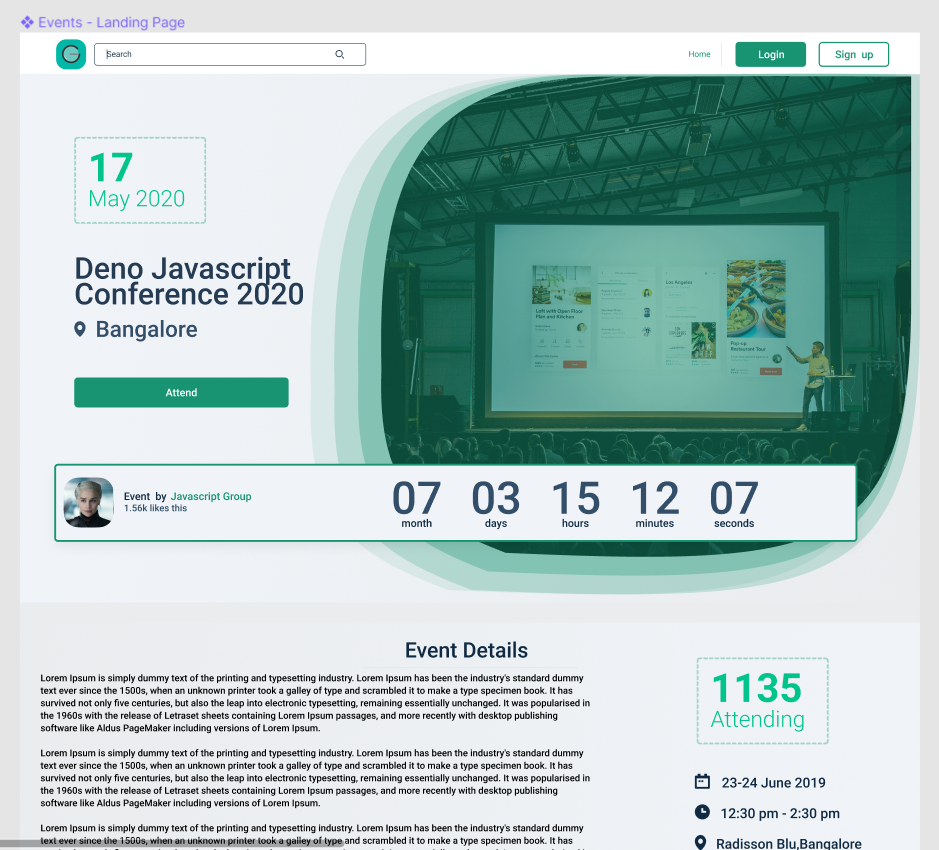 Events - Landing Page
G
Search
Home
Login
Sign up
17
May 2020
Deno Javascript
Conference 2020
Bangalore
Attend
Loft with Open Floor
Plan and Kitchen
Los Angeles
Pop-up
Restaurant Tour
Event by Javascript Group
1.56k likes this
07
month
03
days
15
hours
12
minutes
07
seconds
Event Details
Lorem Ipsum is simply dummy text of the printing and typesetting industry. Lorem Ipsum has been the industry's standard dummy
text ever since the 1500s, when an unknown printer took a galley of type and scrambled it to make a type specimen book. It has
survived not only five centuries, but also the leap into electronic typesetting, remaining essentially unchanged. It was popularised in
the 1960s with the release of Letraset sheets containing Lorem Ipsum passages, and more recently with desktop publishing
software like Aldus PageMaker including versions of Lorem Ipsum.
Lorem Ipsum is simply dummy text of the printing and typesetting industry. Lorem Ipsum has been the industry's standard dummy
text ever since the 1500s, when an unknown printer took a galley of type and scrambled it to make a type specimen book. It has
survived not only five centuries, but also the leap into electronic typesetting, remaining essentially unchanged. It was popularised in
the 1960s with the release of Letraset sheets containing Lorem Ipsum passages, and more recently with desktop publishing
software like Aldus PageMaker including versions of Lorem Ipsum.
Lorem Ipsum is simply dummy text of the printing and typesetting industry. Lorem Ipsum has been the industry's standard dummy
text ever since the 1500s, when an unknown printer took a galley of type and scrambled it to make a type specimen book. It has
1135
Attending
23-24 June 2019
12:30 pm - 2:30 pm
Radisson Blu,Bangalore